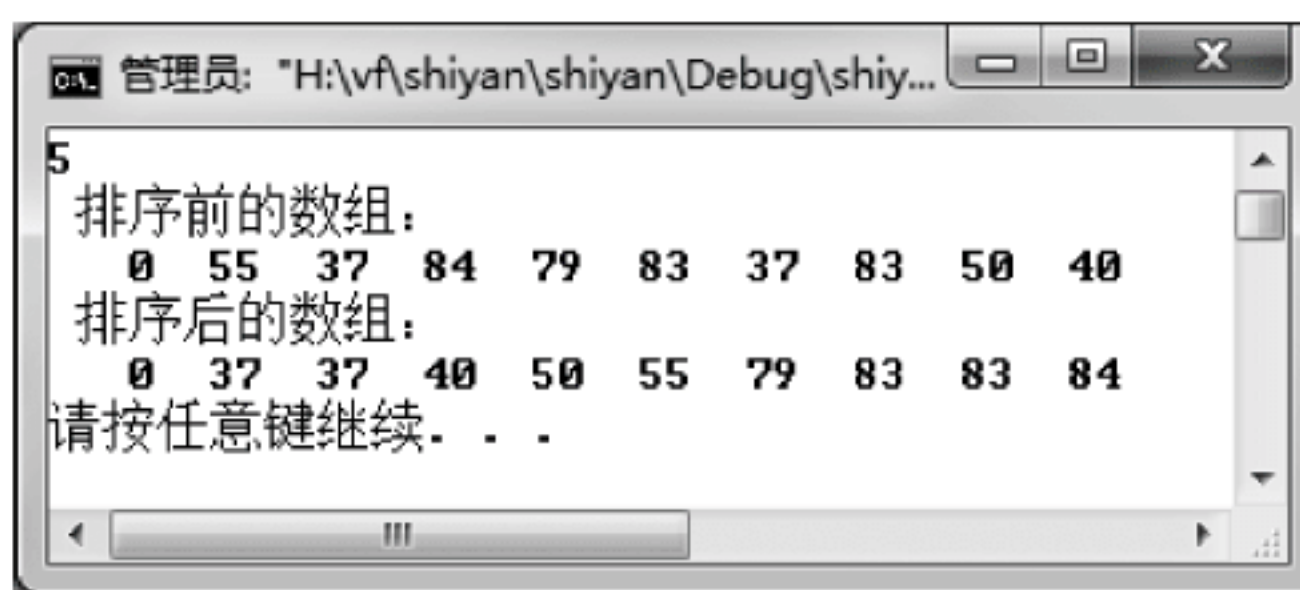 管理员: "H:\vf\shiyan\shiyan\Debug\shiy...
5
排序前的数组：
0 55 37 84 79 83 37 83 50 40
排序后的数组：
0 37 37 40 50 55 79 83 83 84
请按任意键继续. . .